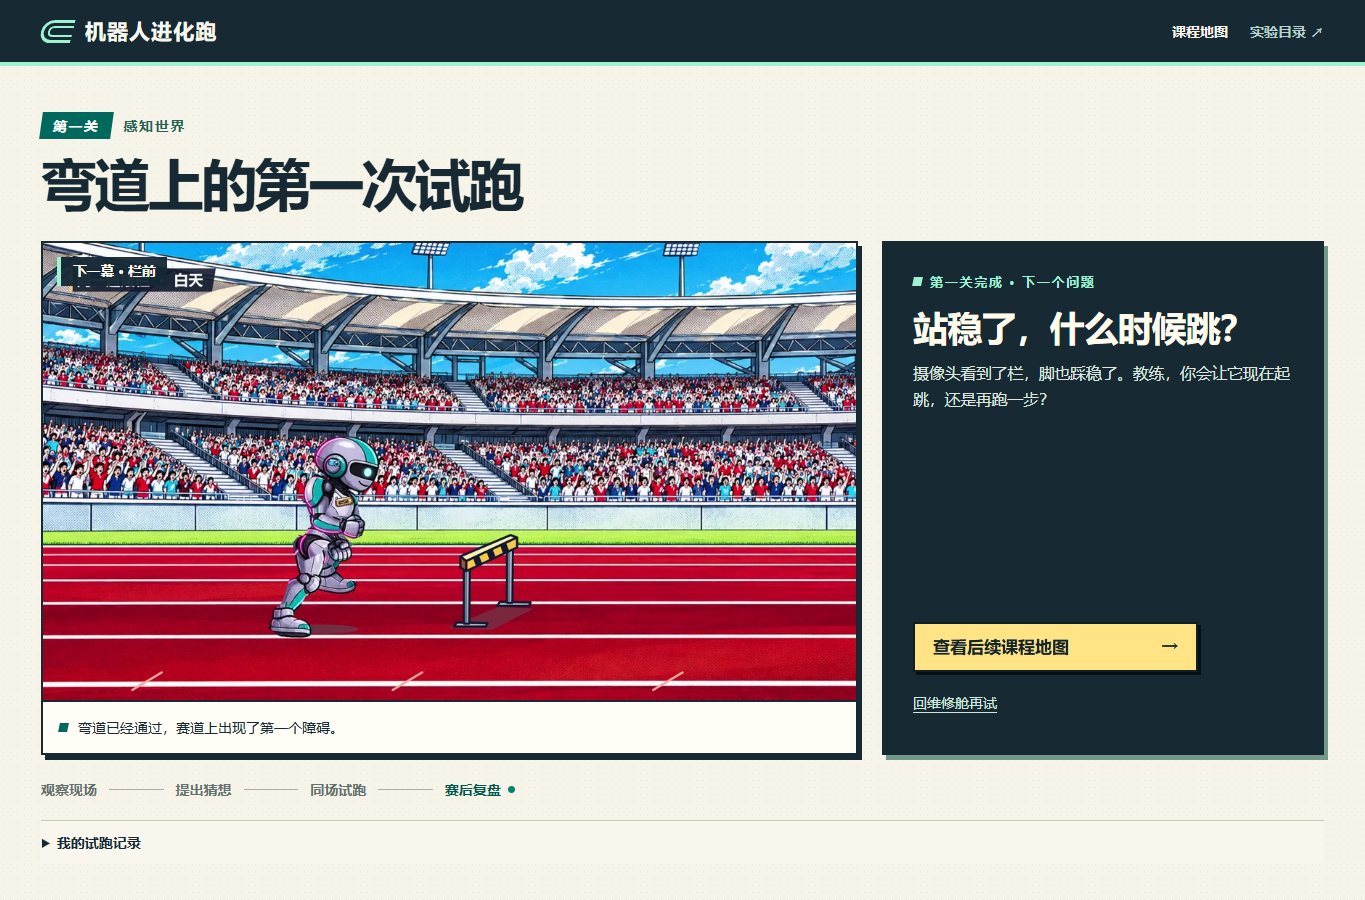 机器人进化跑
课程地图
实验目录 ↗
第一关
感知世界
弯道上的第一次试跑
下一幕 • 栏前
白天
第一关完成 • 下一个问题
站稳了，什么时候跳？
摄像头看到了栏，脚也踩稳了。教练，你会让它现在起
跳，还是再跑一步？
查看后续课程地图 →
回维修舱再试
弯道已经通过，赛道上出现了第一个障碍。
观察现场
提出猜想
同场试跑
赛后复盘
我的试跑记录